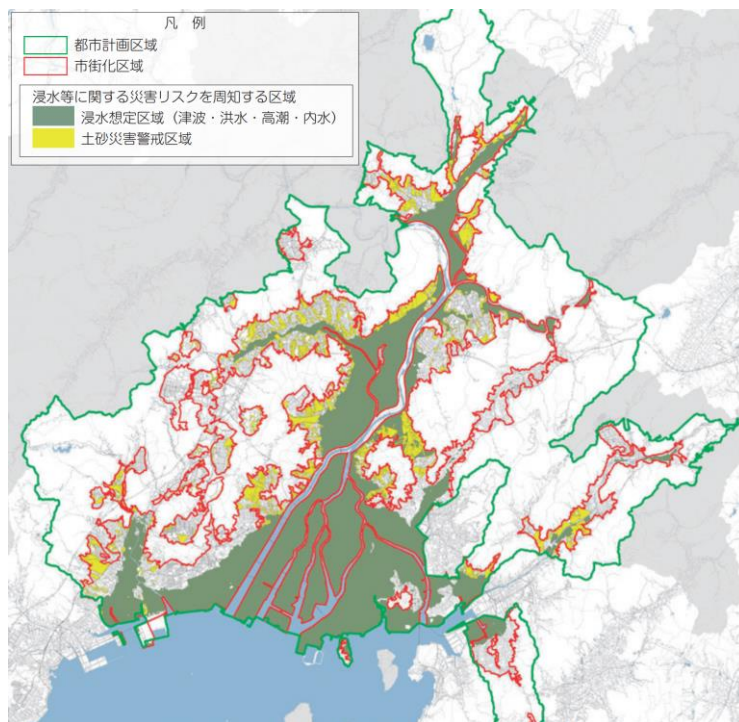 凡 例
都市計画区域
市街化区域
浸水等に関する災害リスクを周知する区域
浸水想定区域（津波・洪水・高潮・内水）
土砂災害警戒区域